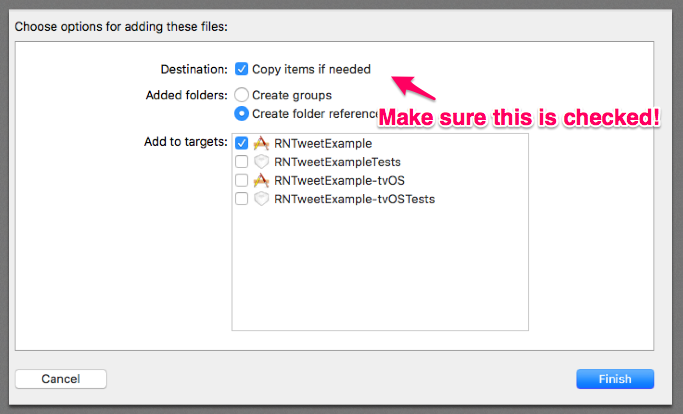 Choose options for adding these files:
Destination: Copy items if needed
Added folders: Create groups
Create folder referenc
Make sure this is checked!
Add to targets: RNTweetExample
RNTweetExampleTests
RNTweetExample-tvOS
RNTweetExample-tvOSTests
Cancel Finish